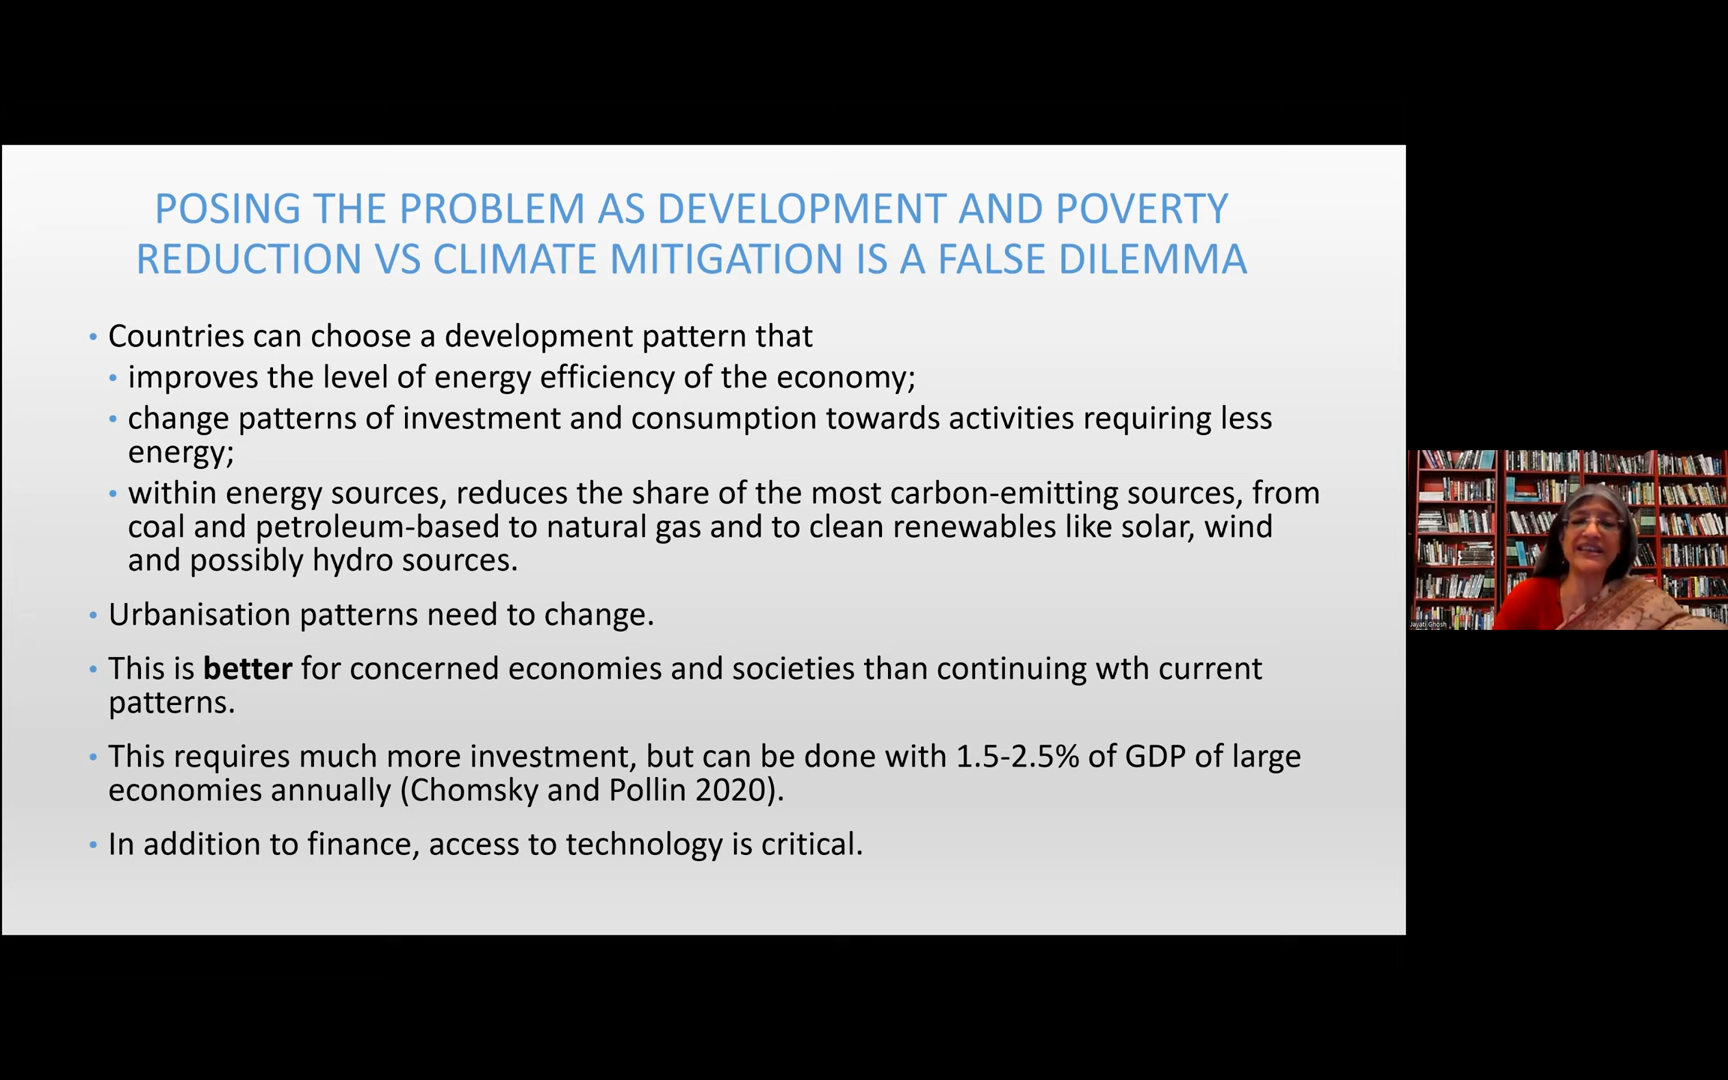 POSING THE PROBLEM AS DEVELOPMENT AND POVERTY
REDUCTION VS CLIMATE MITIGATION IS A FALSE DILEMMA
• Countries can choose a development pattern that
• improves the level of energy efficiency of the economy;
• change patterns of investment and consumption towards activities requiring less
energy;
• within energy sources, reduces the share of the most carbon-emitting sources, from
coal and petroleum-based to natural gas and to clean renewables like solar, wind
and possibly hydro sources.
• Urbanisation patterns need to change.
• This is better for concerned economies and societies than continuing wth current
patterns.
• This requires much more investment, but can be done with 1.5-2.5% of GDP of large
economies annually (Chomsky and Pollin 2020).
• In addition to finance, access to technology is critical.
Jayati Ghosh